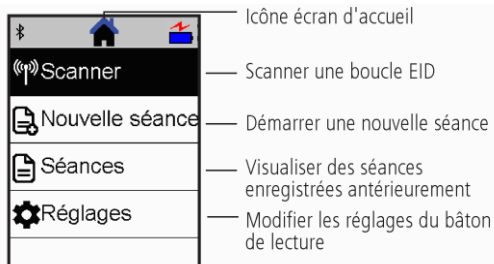 Icône écran d'accueil
Scanner
Scanner une boucle EID
Nouvelle séance
Démarrer une nouvelle séance
Séances
Visualiser des séances
enregistrées antérieurement
Réglages
Modifier les réglages du bâton
de lecture